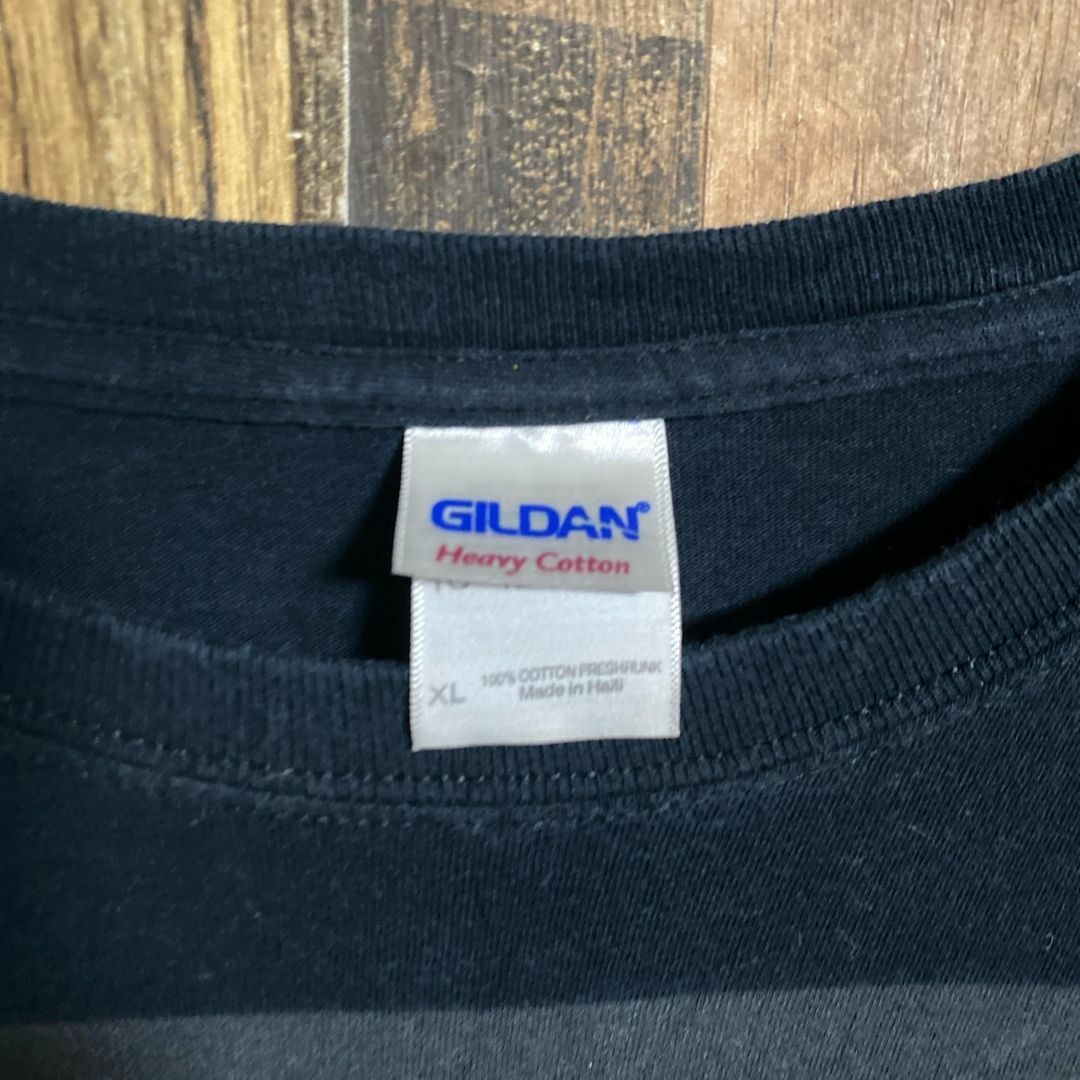 GILDAN®
Heavy Cotton
XL
100% COTTON PRESHRUNK
Made in Haiti